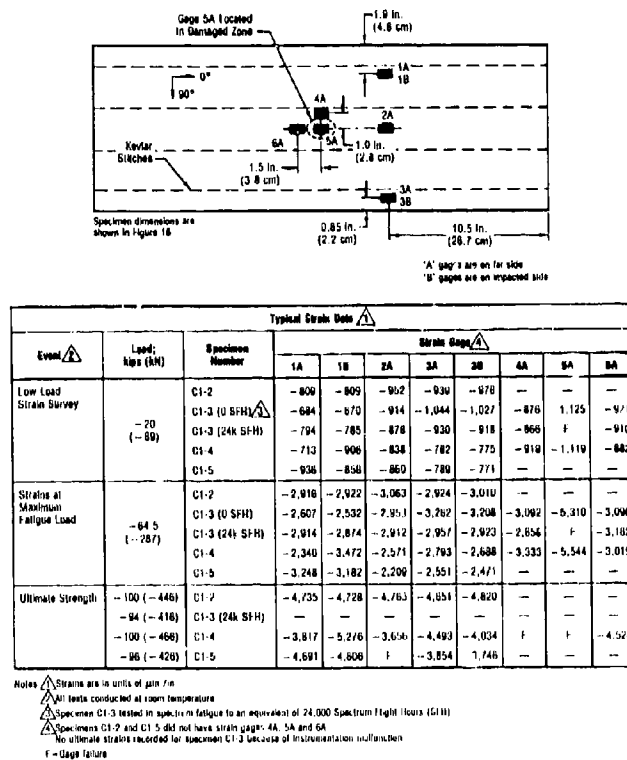 Gage 5A Located
in Damaged Zone
1.9 in.
(4.8 cm)
0°
90°
1A
1B
4A
2A
6A
5A
Kevlar
Stitches
1.5 in.
(3.8 cm)
1.0 in.
(2.8 cm)
3A
3B
Specimen dimensions are
shown in Figure 16
0.85 in.
(2.2 cm)
10.5 in.
(26.7 cm)
'A' gages are on far side
'B' gages are on impacted side
Typical Strain Data 1
Event 2 Load; kips (kN) Specimen Number Strain Gage 4
1A 1B 2A 3A 3B 4A 5A 6A
Low Load Strain Survey
-20 (-89)
C1-2 -809 -809 -952 -939 -978 — — —
C1-3 (0 SFH) 3 -684 -670 -914 -1,044 -1,027 -876 1,125
C1-3 (24k SFH) -794 -785 -878 -930 -918 -866 F
C1-4 -713 -906 -838 -782 -775 -919 -1,119
C1-5 -936 -858 -860 -789 -771 — — —
Strains at Maximum Fatigue Load
-64.5 (-287)
C1-2 -2,916 -2,922 -3,063 -2,924 -3,010 — — —
C1-3 (0 SFH) -2,607 -2,532 -2,953 -3,262 -3,208 -3,092 -5,310
C1-3 (24k SFH) -2,914 -2,874 -2,912 -2,957 -2,923 -2,856 F
C1-4 -2,340 -3,472 -2,571 -2,793 -2,688 -3,333 -5,544
C1-5 -3,248 -3,182 -2,209 -2,551 -2,471 — — —
Ultimate Strength
-100 (-446) C1-2 -4,735 -4,728 -4,763 -4,851 -4,820 — — —
-94 (-416) C1-3 (24k SFH) — — — — — — — —
-100 (-466) C1-4 -3,817 -5,276 -3,656 -4,493 -4,034 F F
-96 (-426) C1-5 -4,691 -4,606 F -3,854 — — —
Notes 1 Strains are in units of μin/in
2 All tests conducted at room temperature
3 Specimen C1-3 tested in spectrum fatigue to an equivalent of 24,000 Spectrum Flight Hours (SFH)
4 Specimens C1-2 and C1-5 did not have strain gages 4A, 5A and 6A
No ultimate strains recorded for specimen C1-3 because of instrumentation malfunction
F = Gage failure